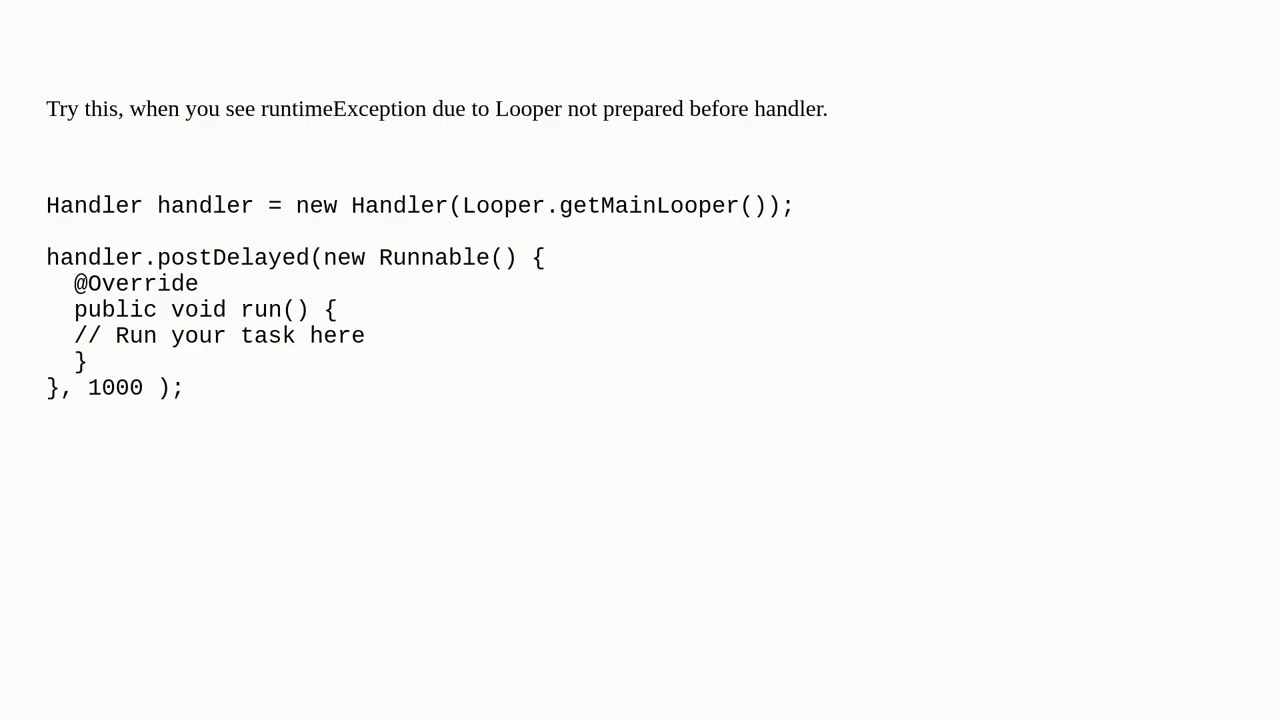 Try this, when you see runtimeException due to Looper not prepared before handler.
Handler handler = new Handler(Looper.getMainLooper());
handler.postDelayed(new Runnable() {
  @Override
  public void run() {
  // Run your task here
  }
}, 1000 );